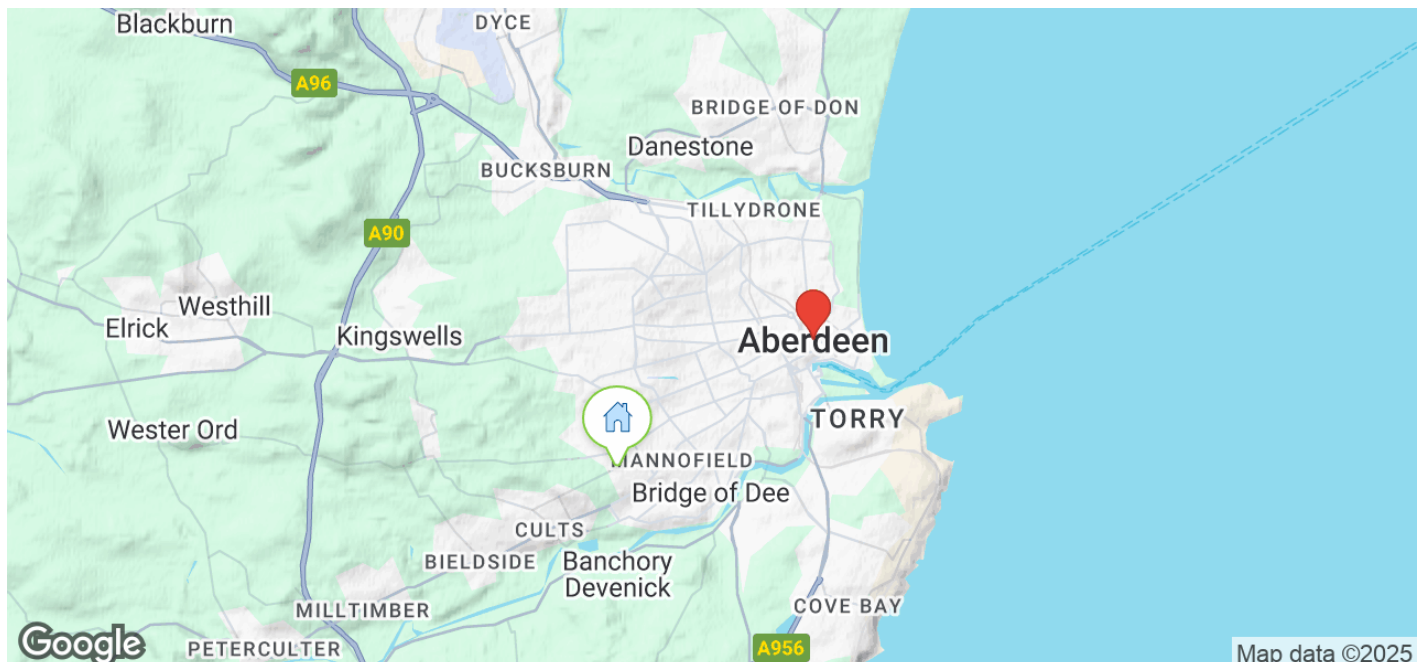 Blackburn
DYCE
A96
BRIDGE OF DON
Danestone
BUCKSBURN
TILLYDRONE
A90
Westhill
Elrick
Kingswells
Aberdeen
TORRY
Wester Ord
MANNOFIELD
Bridge of Dee
CULTS
BIELDSIDE
Banchory
Devenick
MILLTIMBER
COVE BAY
PETERCULTER
A956
Google
Map data ©2025